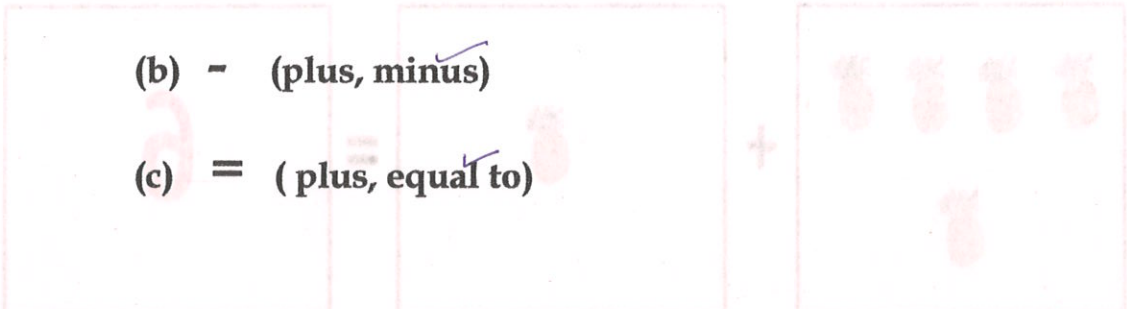 (b) - (plus, minus)
(c) = ( plus, equal to)